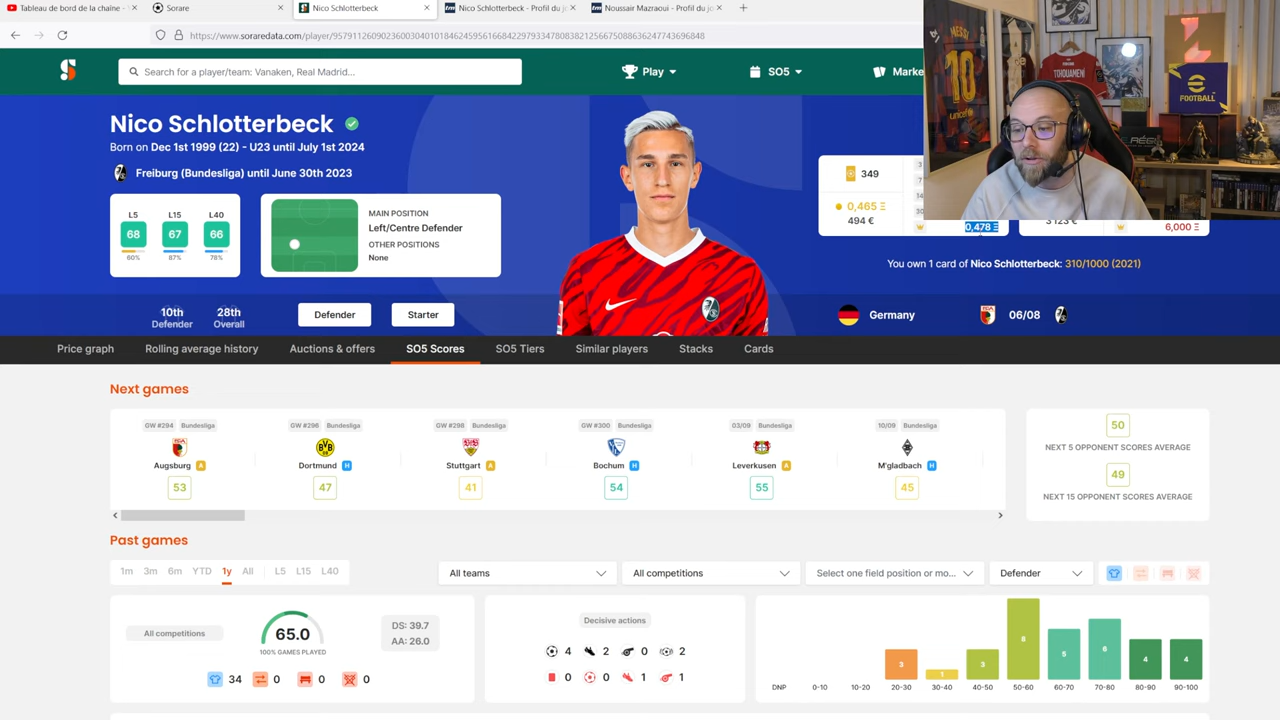 Tableau de bord de la chaîne -
Sorare
Nico Schlotterbeck
Nico Schlotterbeck - Profil du jo
Noussair Mazraoui - Profil du jo
https://www.soraredata.com/player/95791126090236003040101846245956166842297933478083821256675088636247743696848
Search for a player/team: Vanaken, Real Madrid...
Play
SO5
Marke
MESSI
10
unicef
TCHOUAMENI
FOOTBALL
Nico Schlotterbeck
Born on Dec 1st 1999 (22) - U23 until July 1st 2024
Freiburg (Bundesliga) until June 30th 2023
L5 L15 L40
68 67 66
60% 87% 78%
MAIN POSITION
Left/Centre Defender
OTHER POSITIONS
None
349
0,465 Ξ
494 €
0,478 Ξ
3 123 €
6,000 Ξ
You own 1 card of Nico Schlotterbeck: 310/1000 (2021)
10th
Defender
28th
Overall
Defender
Starter
Germany
06/08
Price graph
Rolling average history
Auctions & offers
SO5 Scores
SO5 Tiers
Similar players
Stacks
Cards
Next games
GW #294 Bundesliga
Augsburg A
53
GW #296 Bundesliga
Dortmund H
47
GW #298 Bundesliga
Stuttgart A
41
GW #300 Bundesliga
Bochum H
54
03/09 Bundesliga
Leverkusen A
55
10/09 Bundesliga
M'gladbach H
45
50
NEXT 5 OPPONENT SCORES AVERAGE
49
NEXT 15 OPPONENT SCORES AVERAGE
Past games
1m 3m 6m YTD 1y All L5 L15 L40
All teams
All competitions
Select one field position or mo...
Defender
All competitions
65.0
100% GAMES PLAYED
DS: 39.7
AA: 26.0
34 0 0 0
Decisive actions
4 2 0 2
0 0 1 1
3 1 3 8 5 6 4 4
DNP 0-10 10-20 20-30 30-40 40-50 50-60 60-70 70-80 80-90 90-100